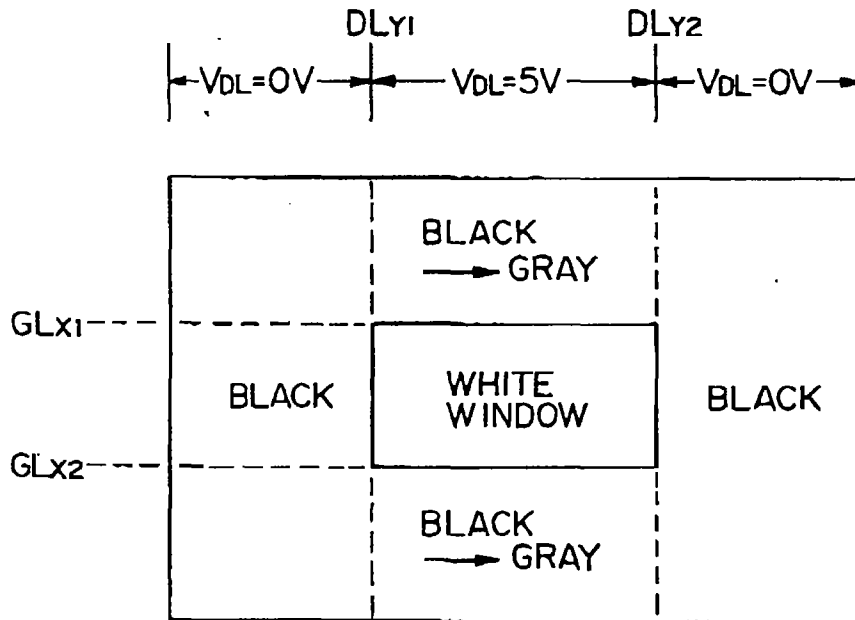 DLY1 DLY2
VDL=0V VDL=5V VDL=0V
BLACK
GRAY
GLX1
BLACK WHITE WINDOW BLACK
GLX2
BLACK
GRAY